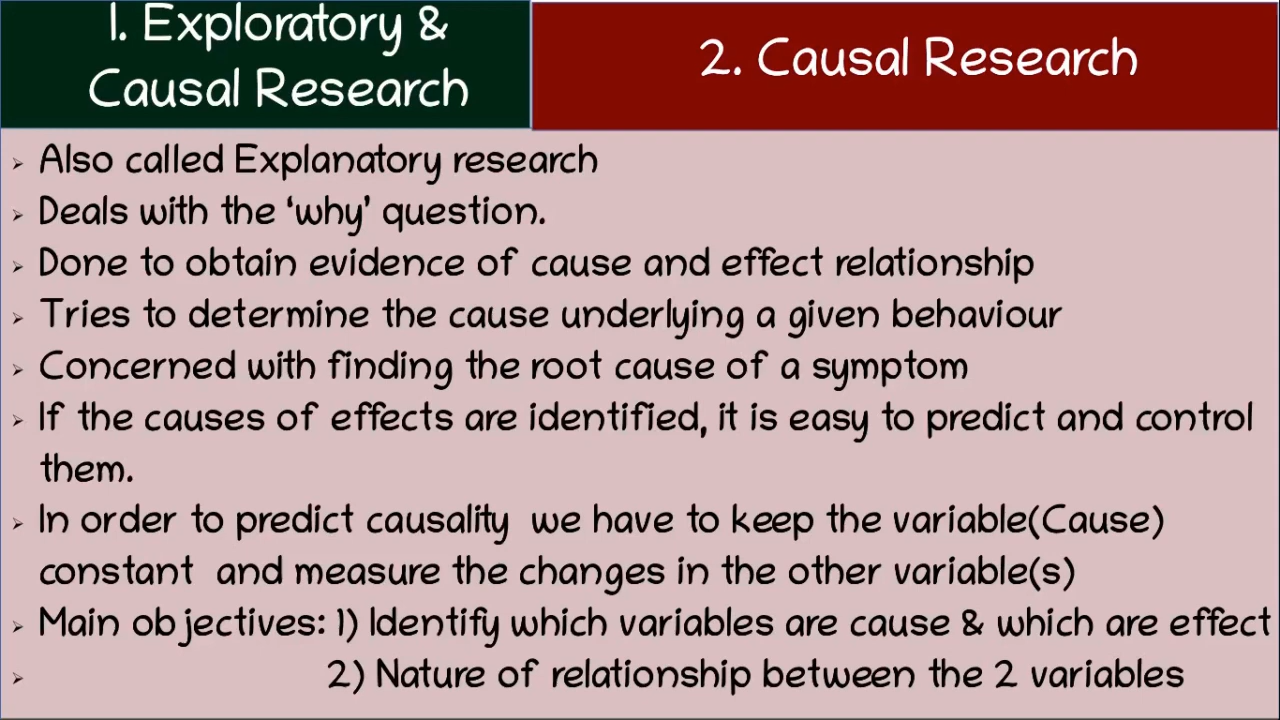 1. Exploratory &
Causal Research
2. Causal Research
➢ Also called Explanatory research
➢ Deals with the ‘why’ question.
➢ Done to obtain evidence of cause and effect relationship
➢ Tries to determine the cause underlying a given behaviour
➢ Concerned with finding the root cause of a symptom
➢ If the causes of effects are identified, it is easy to predict and control
them.
➢ In order to predict causality we have to keep the variable(Cause)
constant and measure the changes in the other variable(s)
➢ Main objectives: 1) Identify which variables are cause & which are effect
➢ 2) Nature of relationship between the 2 variables